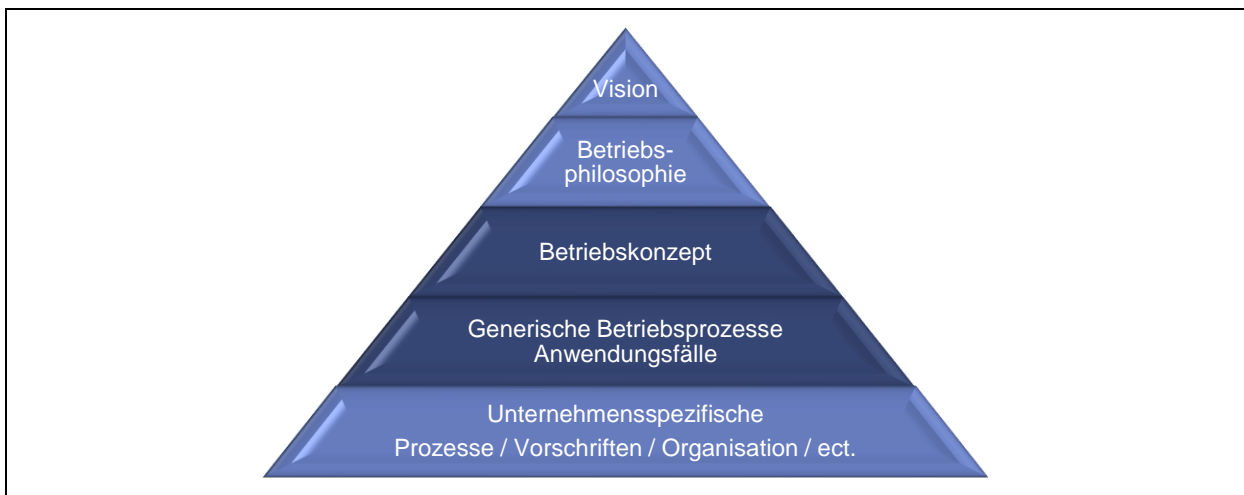 Vision
Betriebs-
philosophie
Betriebskonzept
Generische Betriebsprozesse
Anwendungsfälle
Unternehmensspezifische
Prozesse / Vorschriften / Organisation / ect.